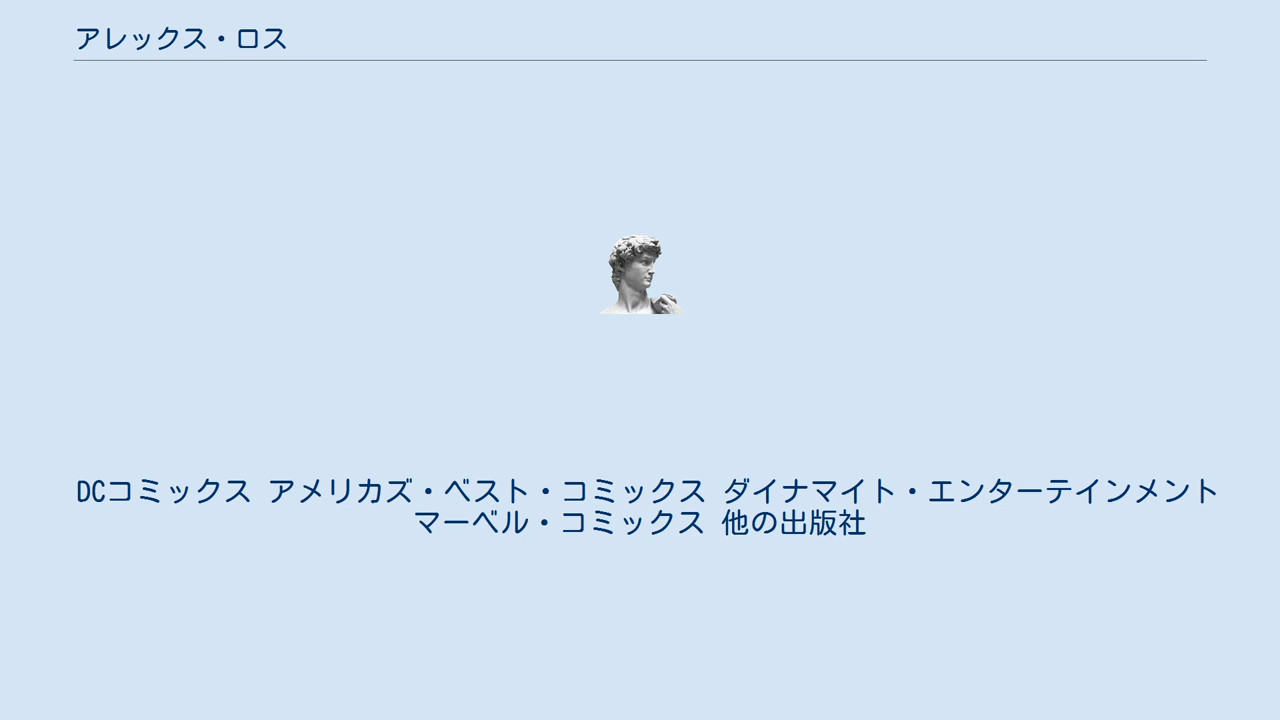 アレックス・ロス
DCコミックス アメリカズ・ベスト・コミックス ダイナマイト・エンターテインメント
マーベル・コミックス 他の出版社